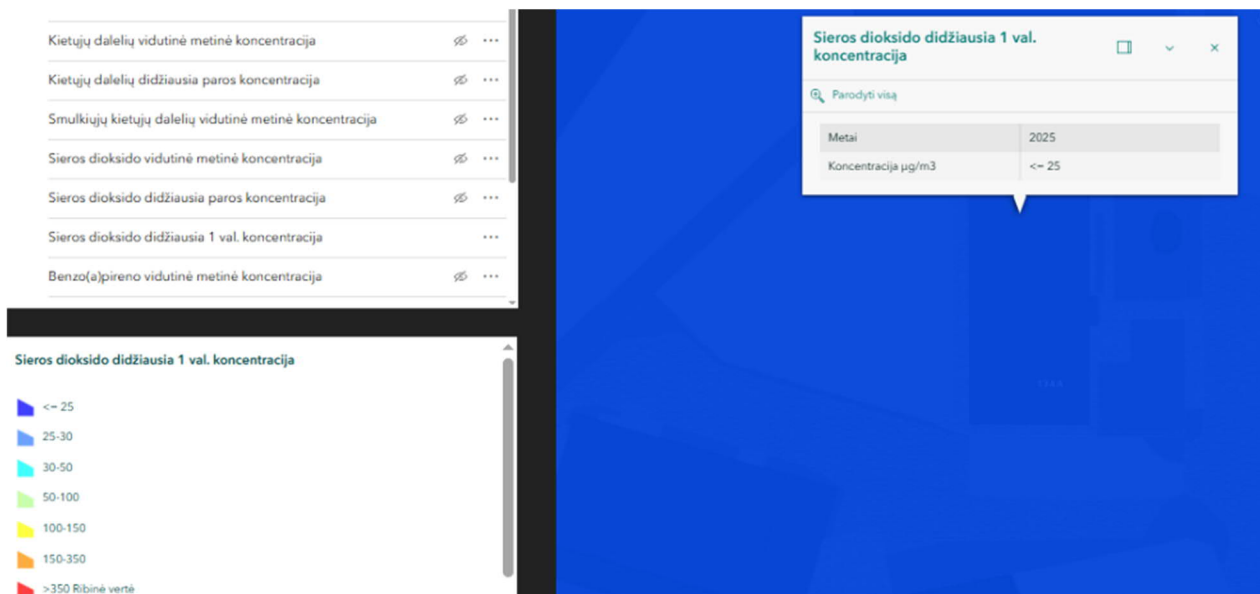 Kietųjų dalelių vidutinė metinė koncentracija
Kietųjų dalelių didžiausia paros koncentracija
Smulkiųjų kietųjų dalelių vidutinė metinė koncentracija
Sieros dioksido vidutinė metinė koncentracija
Sieros dioksido didžiausia paros koncentracija
Sieros dioksido didžiausia 1 val. koncentracija
Benzo(a)pireno vidutinė metinė koncentracija
Sieros dioksido didžiausia 1 val. koncentracija
<= 25
25-30
30-50
50-100
100-150
150-350
>350 Ribinė vertė
Sieros dioksido didžiausia 1 val.
koncentracija
Parodyti visą
Metai 2025
Koncentracija µg/m3 <= 25